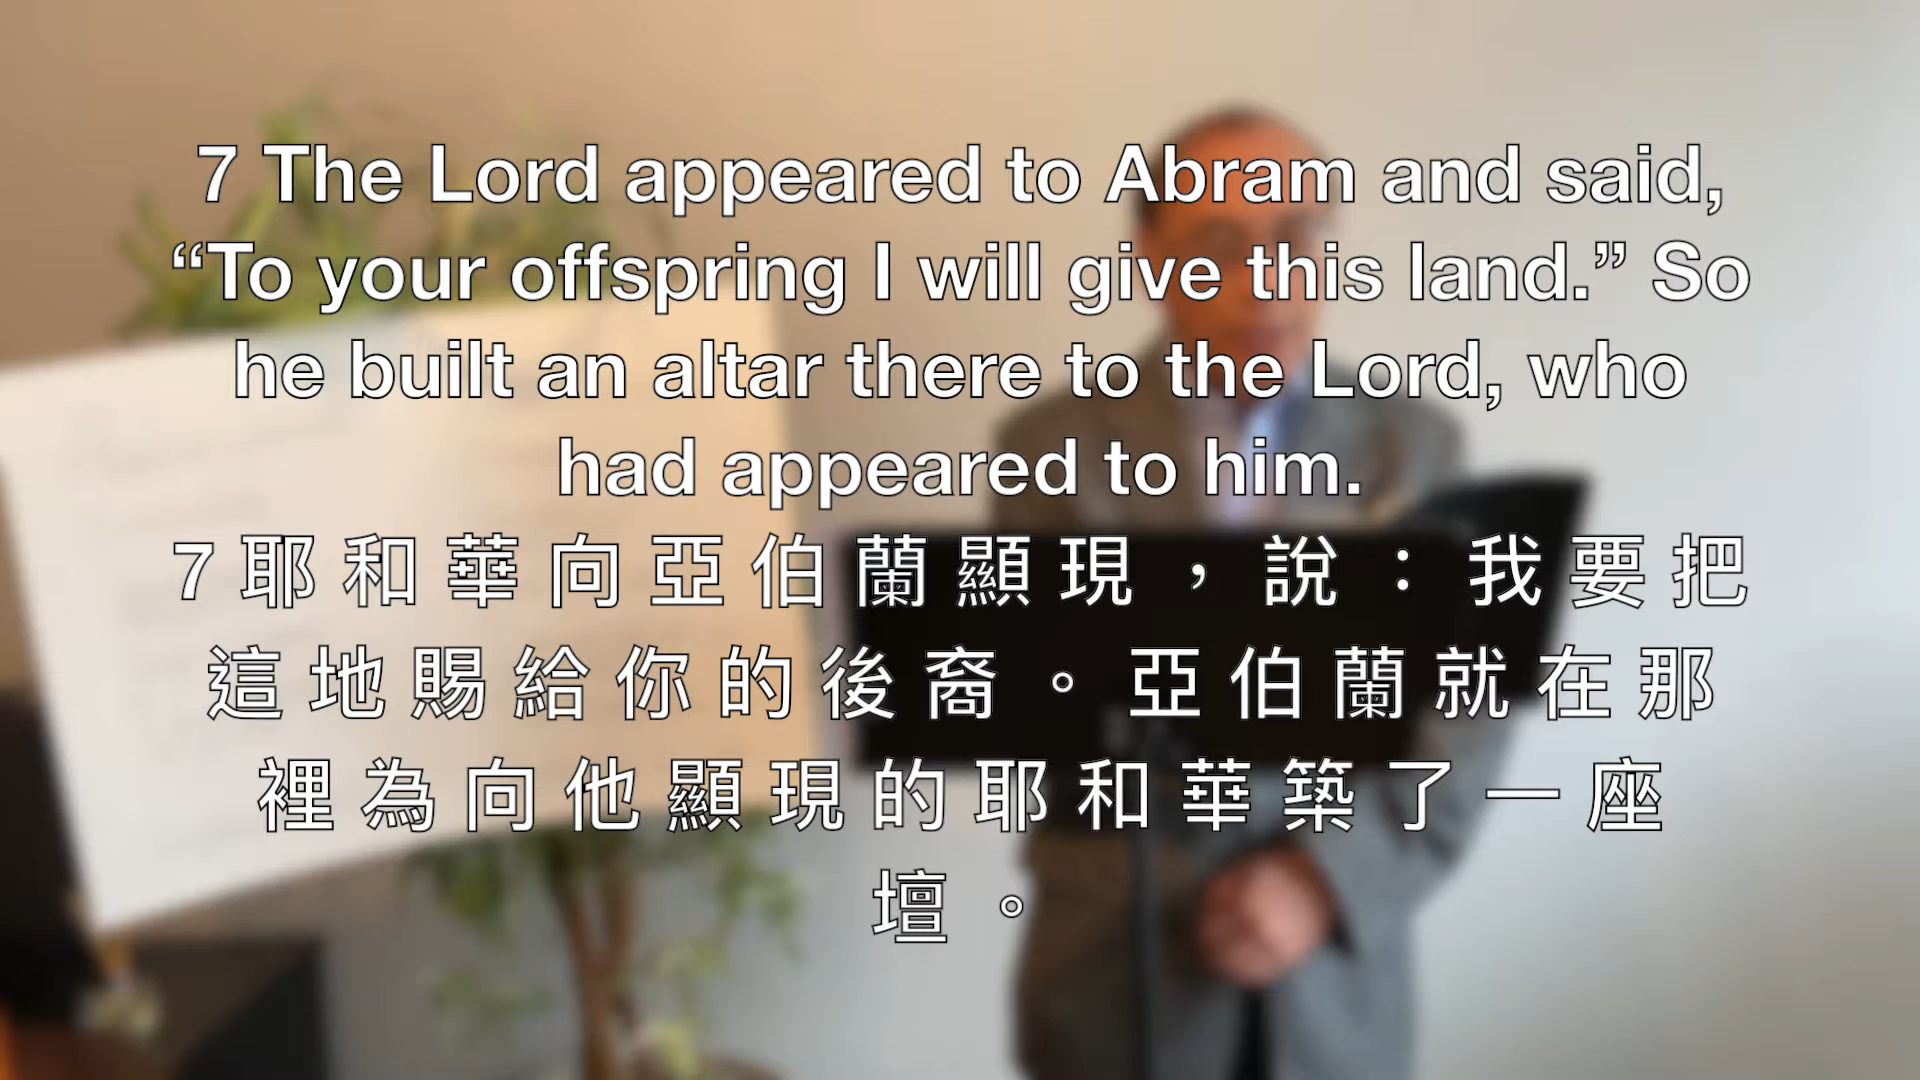 7 The Lord appeared to Abram and said,
“To your offspring I will give this land.” So
he built an altar there to the Lord, who
had appeared to him.
7 耶和華向亞伯蘭顯現，說：我要把
這地賜給你的後裔。亞伯蘭就在那
裡為向他顯現的耶和華築了一座
壇。